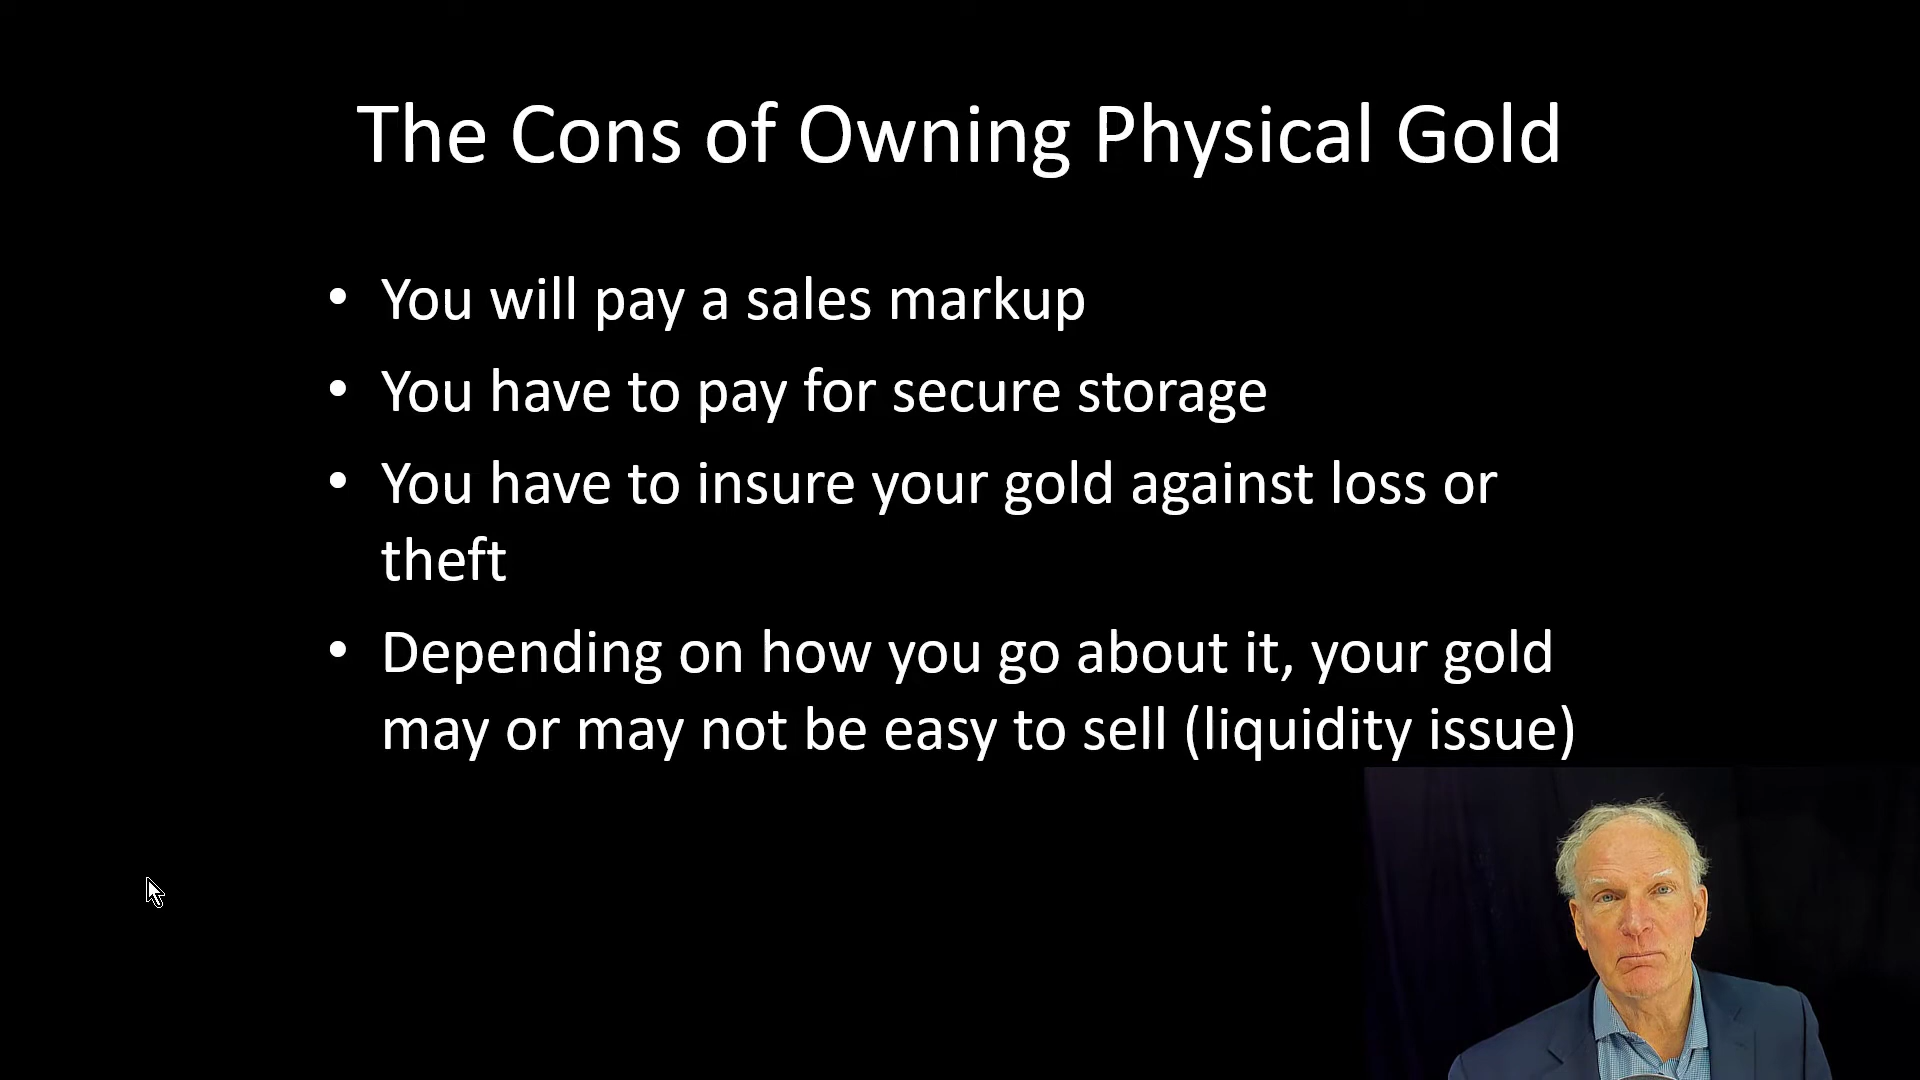 The Cons of Owning Physical Gold
• You will pay a sales markup
• You have to pay for secure storage
• You have to insure your gold against loss or
theft
• Depending on how you go about it, your gold
may or may not be easy to sell (liquidity issue)